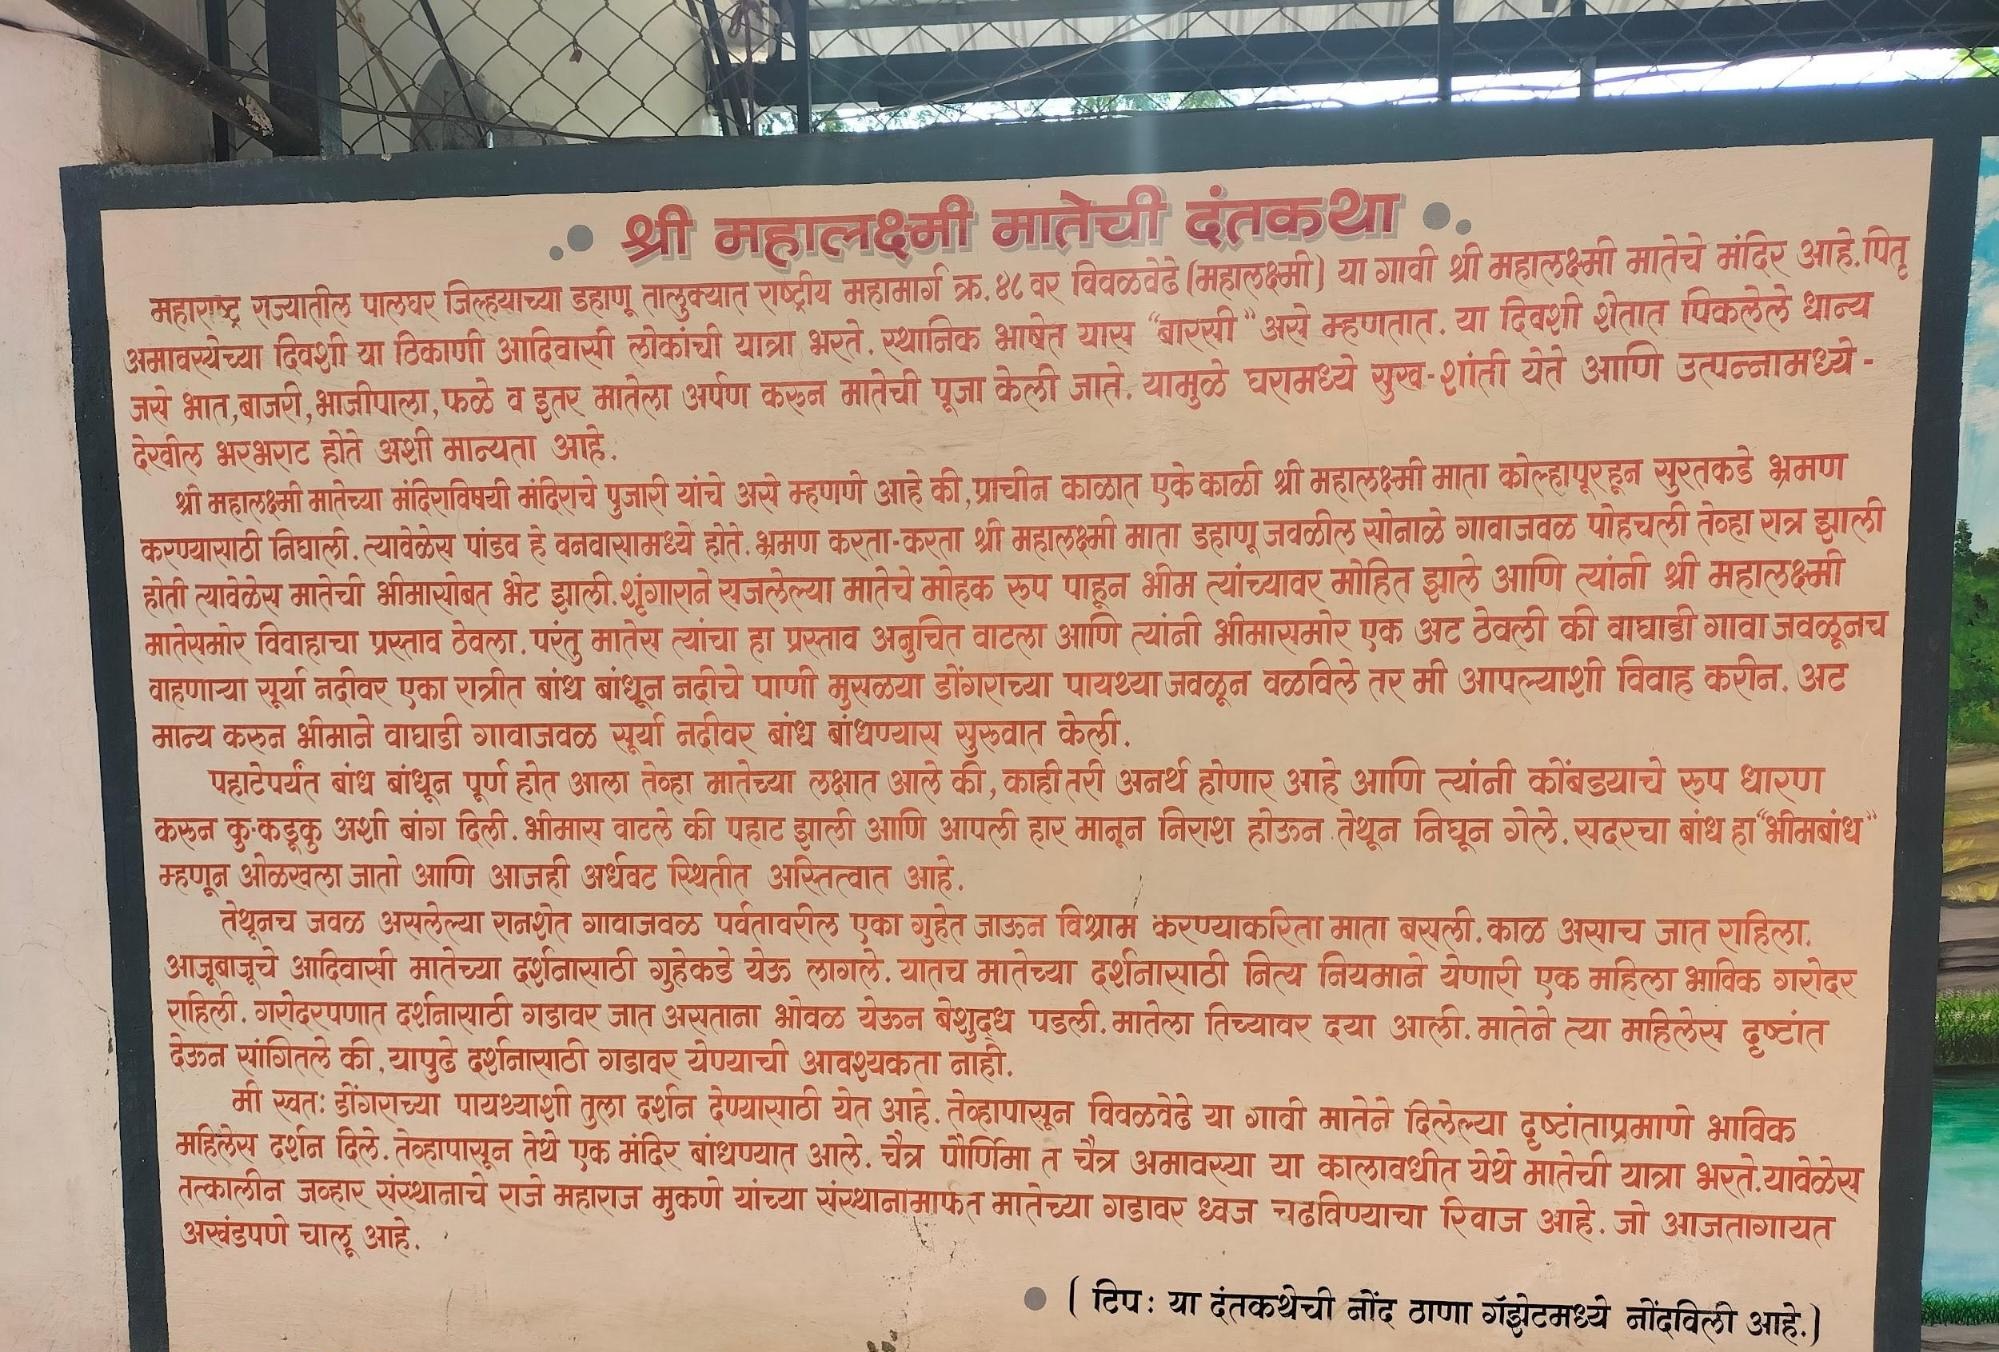 श्री महालक्ष्मी मातेची दंतकथा
महाराष्ट्र राज्यातील पालघर जिल्हयाच्या डहाणू तालुक्यात राष्ट्रीय महामार्ग क्र. ४८ वर विवळवेढे (महालक्ष्मी) या गावी श्री महालक्ष्मी मातेचे मंदिर आहे. पितृ
अमावस्येच्या दिवशी या ठिकाणी आदिवासी लोकांची यात्रा भरते. स्थानिक भाषेत यास "बारसी" असे म्हणतात. या दिवशी शेतात पिकलेले धान्य
जसे भात, बाजरी, भाजीपाला, फळे व इतर मातेला अर्पण करुन मातेची पूजा केली जाते. यामुळे घरामध्ये सुख-शांती येते आणि उत्पन्नामध्ये-
देखील भरभराट होते अशी मान्यता आहे.
श्री महालक्ष्मी मातेच्या मंदिराविषयी मंदिराचे पुजारी यांचे असे म्हणणे आहे की, प्राचीन काळात एके काळी श्री महालक्ष्मी माता कोल्हापूरहून सुरतकडे भ्रमण
करण्यासाठी निघाली. त्यावेळेस पांडव हे वनवासामध्ये होते. भ्रमण करता-करता श्री महालक्ष्मी माता डहाणू जवळील सोनाळे गावाजवळ पोहचली तेव्हा रात्र झाली
होती त्यावेळेस मातेची भीमासोबत भेट झाली. शृंगाराने सजलेल्या मातेचे मोहक रूप पाहून भीम त्यांच्यावर मोहित झाले आणि त्यांनी श्री महालक्ष्मी
मातेसमोर विवाहाचा प्रस्ताव ठेवला. परंतु मातेस त्यांचा हा प्रस्ताव अनुचित वाटला आणि त्यांनी भीमासमोर एक अट ठेवली की वाघाडी गावा जवळूनच
वाहणाऱ्या सूर्या नदीवर एका रात्रीत बांध बांधून नदीचे पाणी मुसळया डोंगराच्या पायथ्या जवळून वळविले तर मी आपल्याशी विवाह करीन. अट
मान्य करुन भीमाने वाघाडी गावाजवळ सूर्या नदीवर बांध बांधण्यास सुरूवात केली.
पहाटेपर्यंत बांध बांधून पूर्ण होत आला तेव्हा मातेच्या लक्षात आले की, काही तरी अनर्थ होणार आहे आणि त्यांनी कोंबडयाचे रूप धारण
करुन कु-कडूकु अशी बांग दिली. भीमास वाटले की पहाट झाली आणि आपली हार मानून निराश होऊन तेथून निघून गेले. सदरचा बांध हा "भीमबांध"
म्हणून ओळखला जातो आणि आजही अर्धवट स्थितीत अस्तित्वात आहे.
तेथूनच जवळ असलेल्या रानशेत गावाजवळ पर्वतावरील एका गुहेत जाऊन विश्राम करण्याकरिता माता बसली. काळ असाच जात राहिला.
आजूबाजूचे आदिवासी मातेच्या दर्शनासाठी गुहेकडे येऊ लागले. यातच मातेच्या दर्शनासाठी नित्य नियमाने येणारी एक महिला भाविक गरोदर
राहिली. गरोदरपणात दर्शनासाठी गडावर जात असताना भोवळ येऊन बेशुद्ध पडली. मातेला तिच्यावर दया आली. मातेने त्या महिलेस दृष्टांत
देऊन सांगितले की, यापुढे दर्शनासाठी गडावर येण्याची आवश्यकता नाही.
मी स्वतः डोंगराच्या पायथ्याशी तुला दर्शन देण्यासाठी येत आहे. तेव्हापासून विवळवेढे या गावी मातेने दिलेल्या दृष्टांताप्रमाणे भाविक
महिलेस दर्शन दिले. तेव्हापासून तेथे एक मंदिर बांधण्यात आले. चैत्र पौर्णिमा त चैत्र अमावस्या या कालावधीत येथे मातेची यात्रा भरते. यावेळेस
तत्कालीन जव्हार संस्थानाचे राजे महाराज मुकणे यांच्या संस्थानामार्फत मातेच्या गडावर ध्वज चढविण्याचा रिवाज आहे. जो आजतागायत
अखंडपणे चालू आहे.
( टिप: या दंतकथेची नोंद ठाणा गॅझेटमध्ये नोंदविली आहे.)